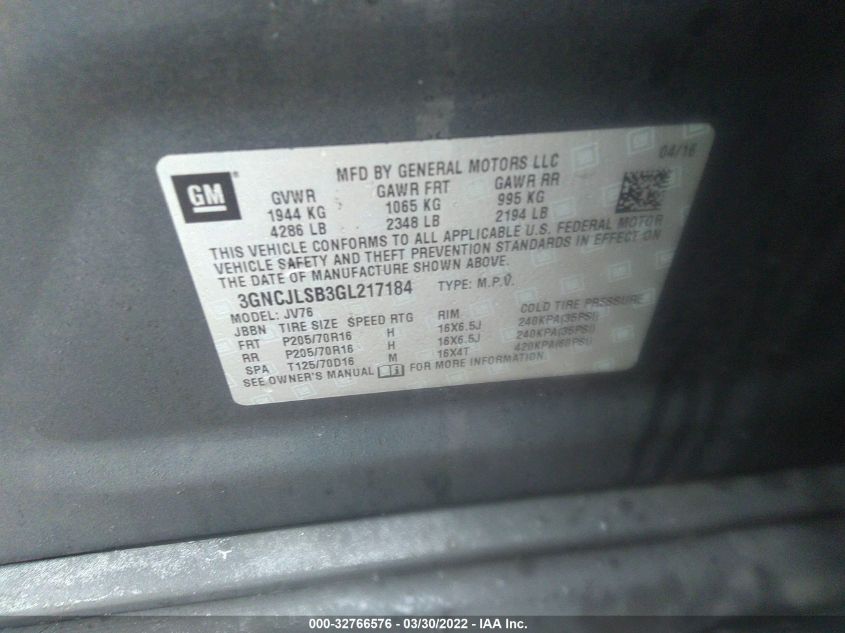 MFD BY GENERAL MOTORS LLC 04/16
GM
GVWR GAWR FRT GAWR RR
1944 KG 1065 KG 995 KG
4286 LB 2348 LB 2194 LB
THIS VEHICLE CONFORMS TO ALL APPLICABLE U.S. FEDERAL MOTOR
VEHICLE SAFETY AND THEFT PREVENTION STANDARDS IN EFFECT ON
THE DATE OF MANUFACTURE SHOWN ABOVE.
3GNCJLSB3GL217184 TYPE: M.P.V.
MODEL: JV76
JBBN TIRE SIZE SPEED RTG RIM COLD TIRE PRESSURE
FRT P205/70R16 H 16X6.5J 240KPA(35PSI)
RR P205/70R16 H 16X6.5J 240KPA(35PSI)
SPA T125/70D16 M 16X4T 420KPA(60PSI)
SEE OWNER'S MANUAL FOR MORE INFORMATION.
000-32766576 — 03/30/2022 — IAA Inc.